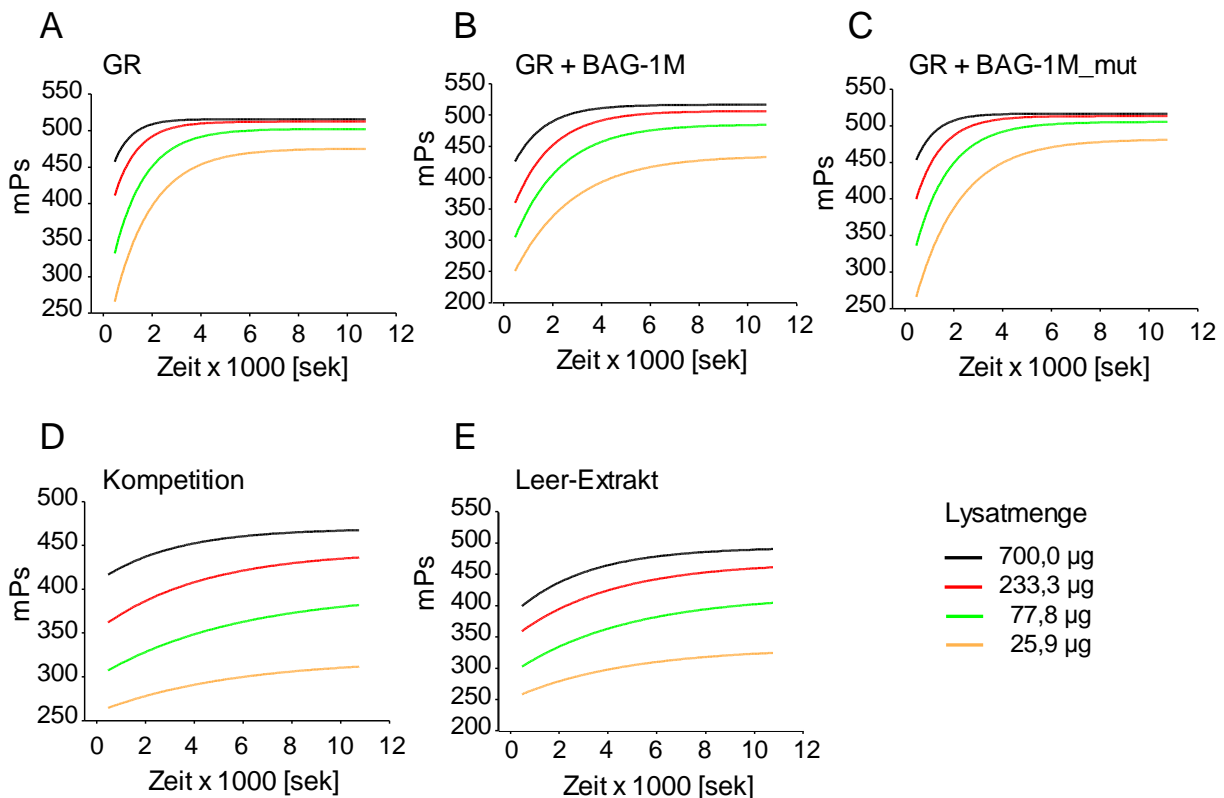 A
GR
550
500
450
400
350
300
250
mPs
0 2 4 6 8 10 12
Zeit x 1000 [sek]
B
GR + BAG-1M
550
500
450
400
350
300
250
200
mPs
0 2 4 6 8 10 12
Zeit x 1000 [sek]
C
GR + BAG-1M_mut
550
500
450
400
350
300
250
mPs
0 2 4 6 8 10 12
Zeit x 1000 [sek]
D
Kompetition
500
450
400
350
300
250
mPs
0 2 4 6 8 10 12
Zeit x 1000 [sek]
E
Leer-Extrakt
550
500
450
400
350
300
250
200
mPs
0 2 4 6 8 10 12
Zeit x 1000 [sek]
Lysatmenge
700,0 µg
233,3 µg
77,8 µg
25,9 µg